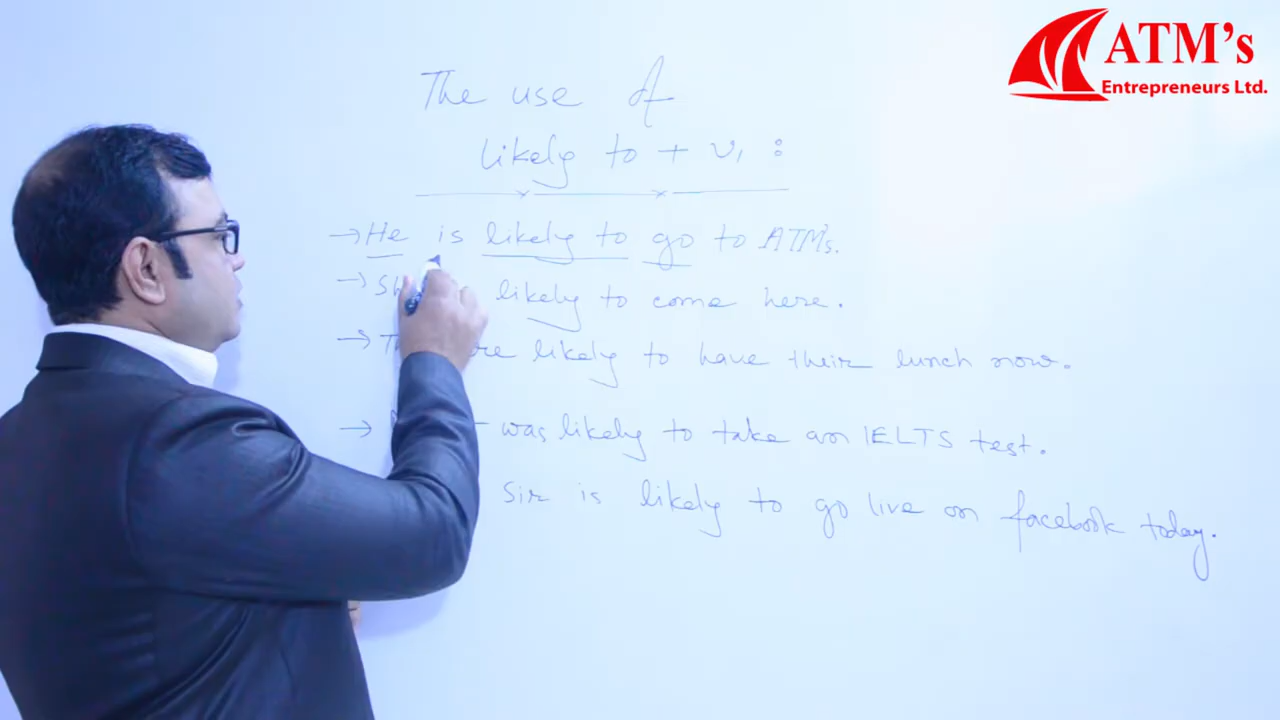 ATM's
Entrepreneurs Ltd.
The use of
likely to + v₁ :
→ He is likely to go to ATM's.
→ likely to come here.
→ likely to have their lunch now.
→ was likely to take an IELTS test.
Sir is likely to go live on facebook today.